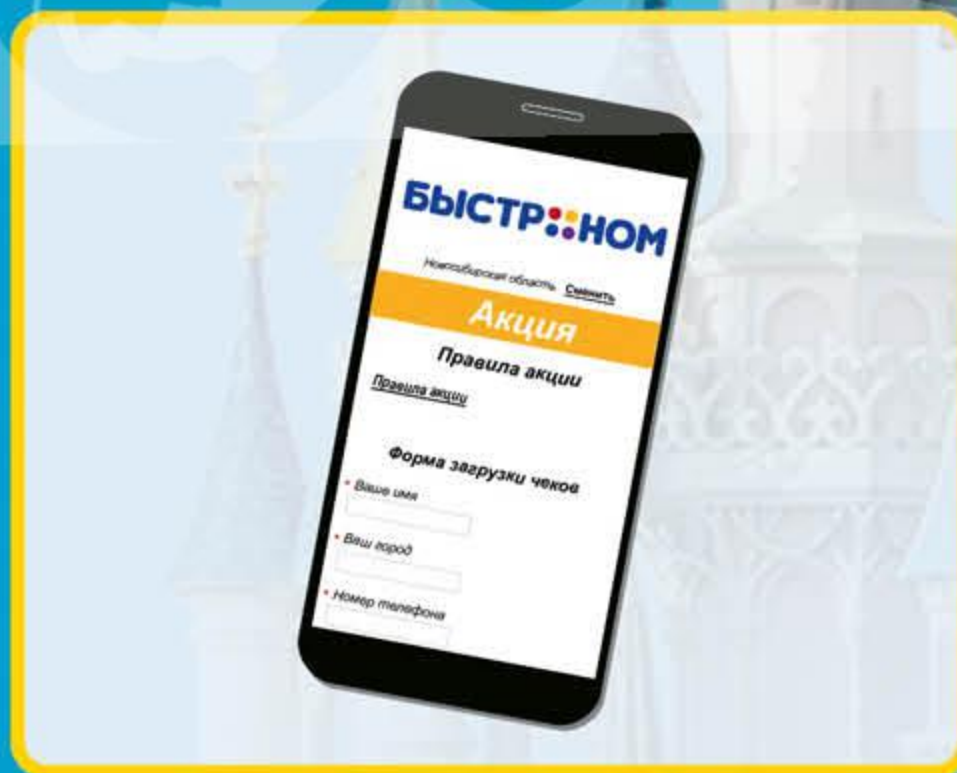 БЫСТРОНОМ
Новосибирская область Сменить
Акция
Правила акции
Правила акции
Форма загрузки чеков
* Ваше имя
* Ваш город
* Номер телефона